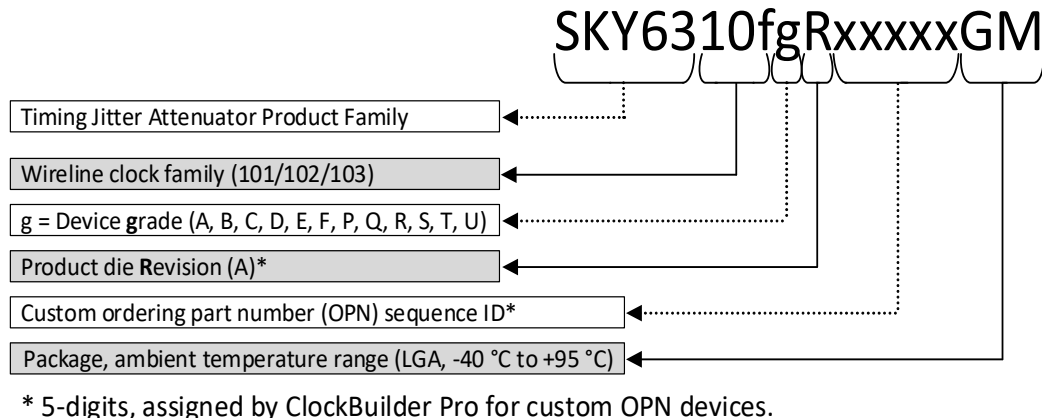 SKY6310fgRxxxxxGM
Timing Jitter Attenuator Product Family
Wireline clock family (101/102/103)
g = Device grade (A, B, C, D, E, F, P, Q, R, S, T, U)
Product die Revision (A)*
Custom ordering part number (OPN) sequence ID*
Package, ambient temperature range (LGA, -40 °C to +95 °C)
* 5-digits, assigned by ClockBuilder Pro for custom OPN devices.